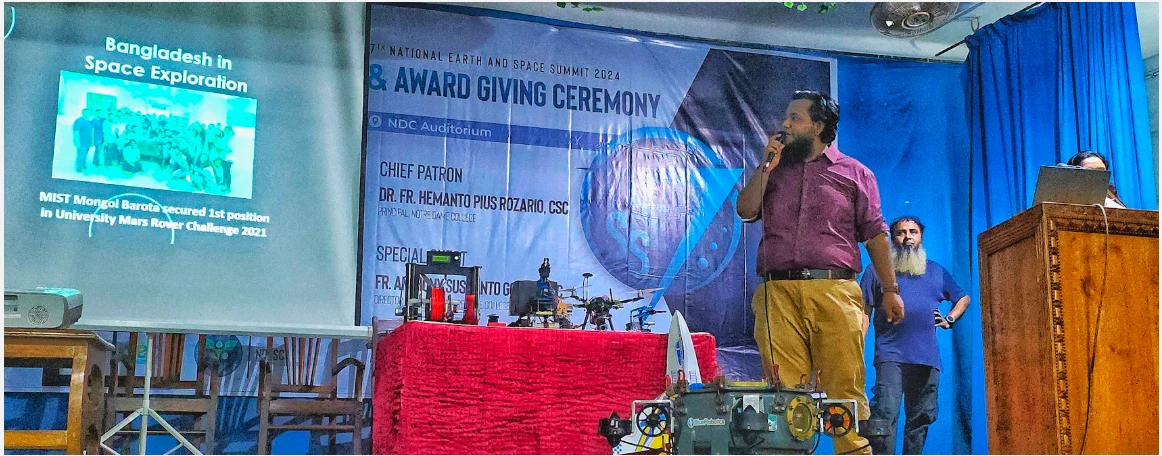 Bangladesh in
Space Exploration
MIST Mongol Barota secured 1st position
in University Mars Rover Challenge 2021
7TH NATIONAL EARTH AND SPACE SUMMIT 2024
& AWARD GIVING CEREMONY
NDC Auditorium
CHIEF PATRON
DR. FR. HEMANTO PIUS ROZARIO, CSC
PRINCIPAL, NOTRE DAME COLLEGE
SPECIAL
FR.